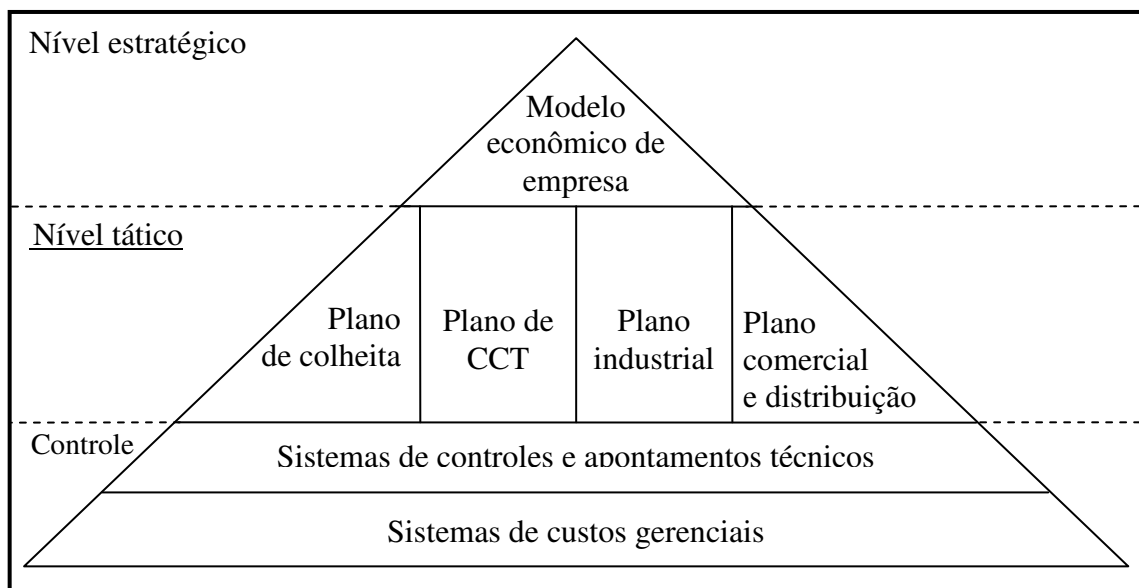 Nível estratégico
Modelo
econômico de
empresa
Nível tático
Plano
de colheita
Plano de
CCT
Plano
industrial
Plano
comercial
e distribuição
Controle
Sistemas de controles e apontamentos técnicos
Sistemas de custos gerenciais